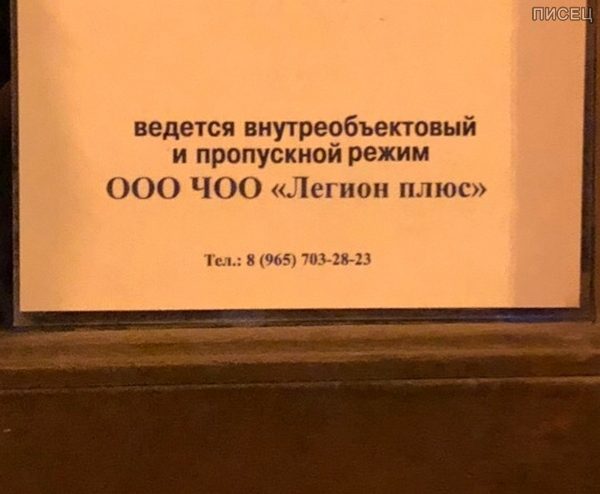 ПИСЕЦ
ведется внутреобъектовый
и пропускной режим
ООО ЧОО «Легион плюс»
Тел.: 8 (965) 703-28-23